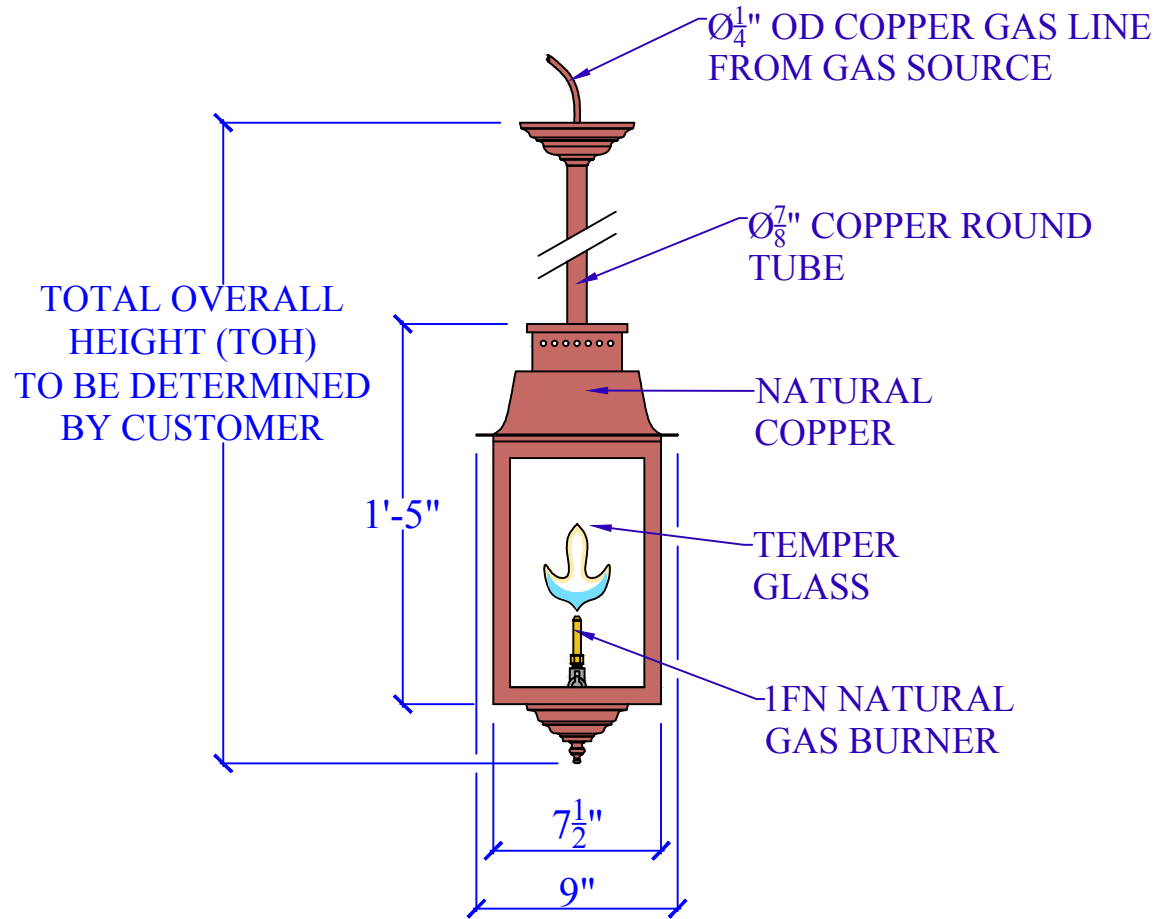 Ø1/4" OD COPPER GAS LINE
FROM GAS SOURCE
Ø7/8" COPPER ROUND
TUBE
TOTAL OVERALL
HEIGHT (TOH)
TO BE DETERMINED
BY CUSTOMER
NATURAL
COPPER
1'-5"
TEMPER
GLASS
1FN NATURAL
GAS BURNER
7 1/2"
9"